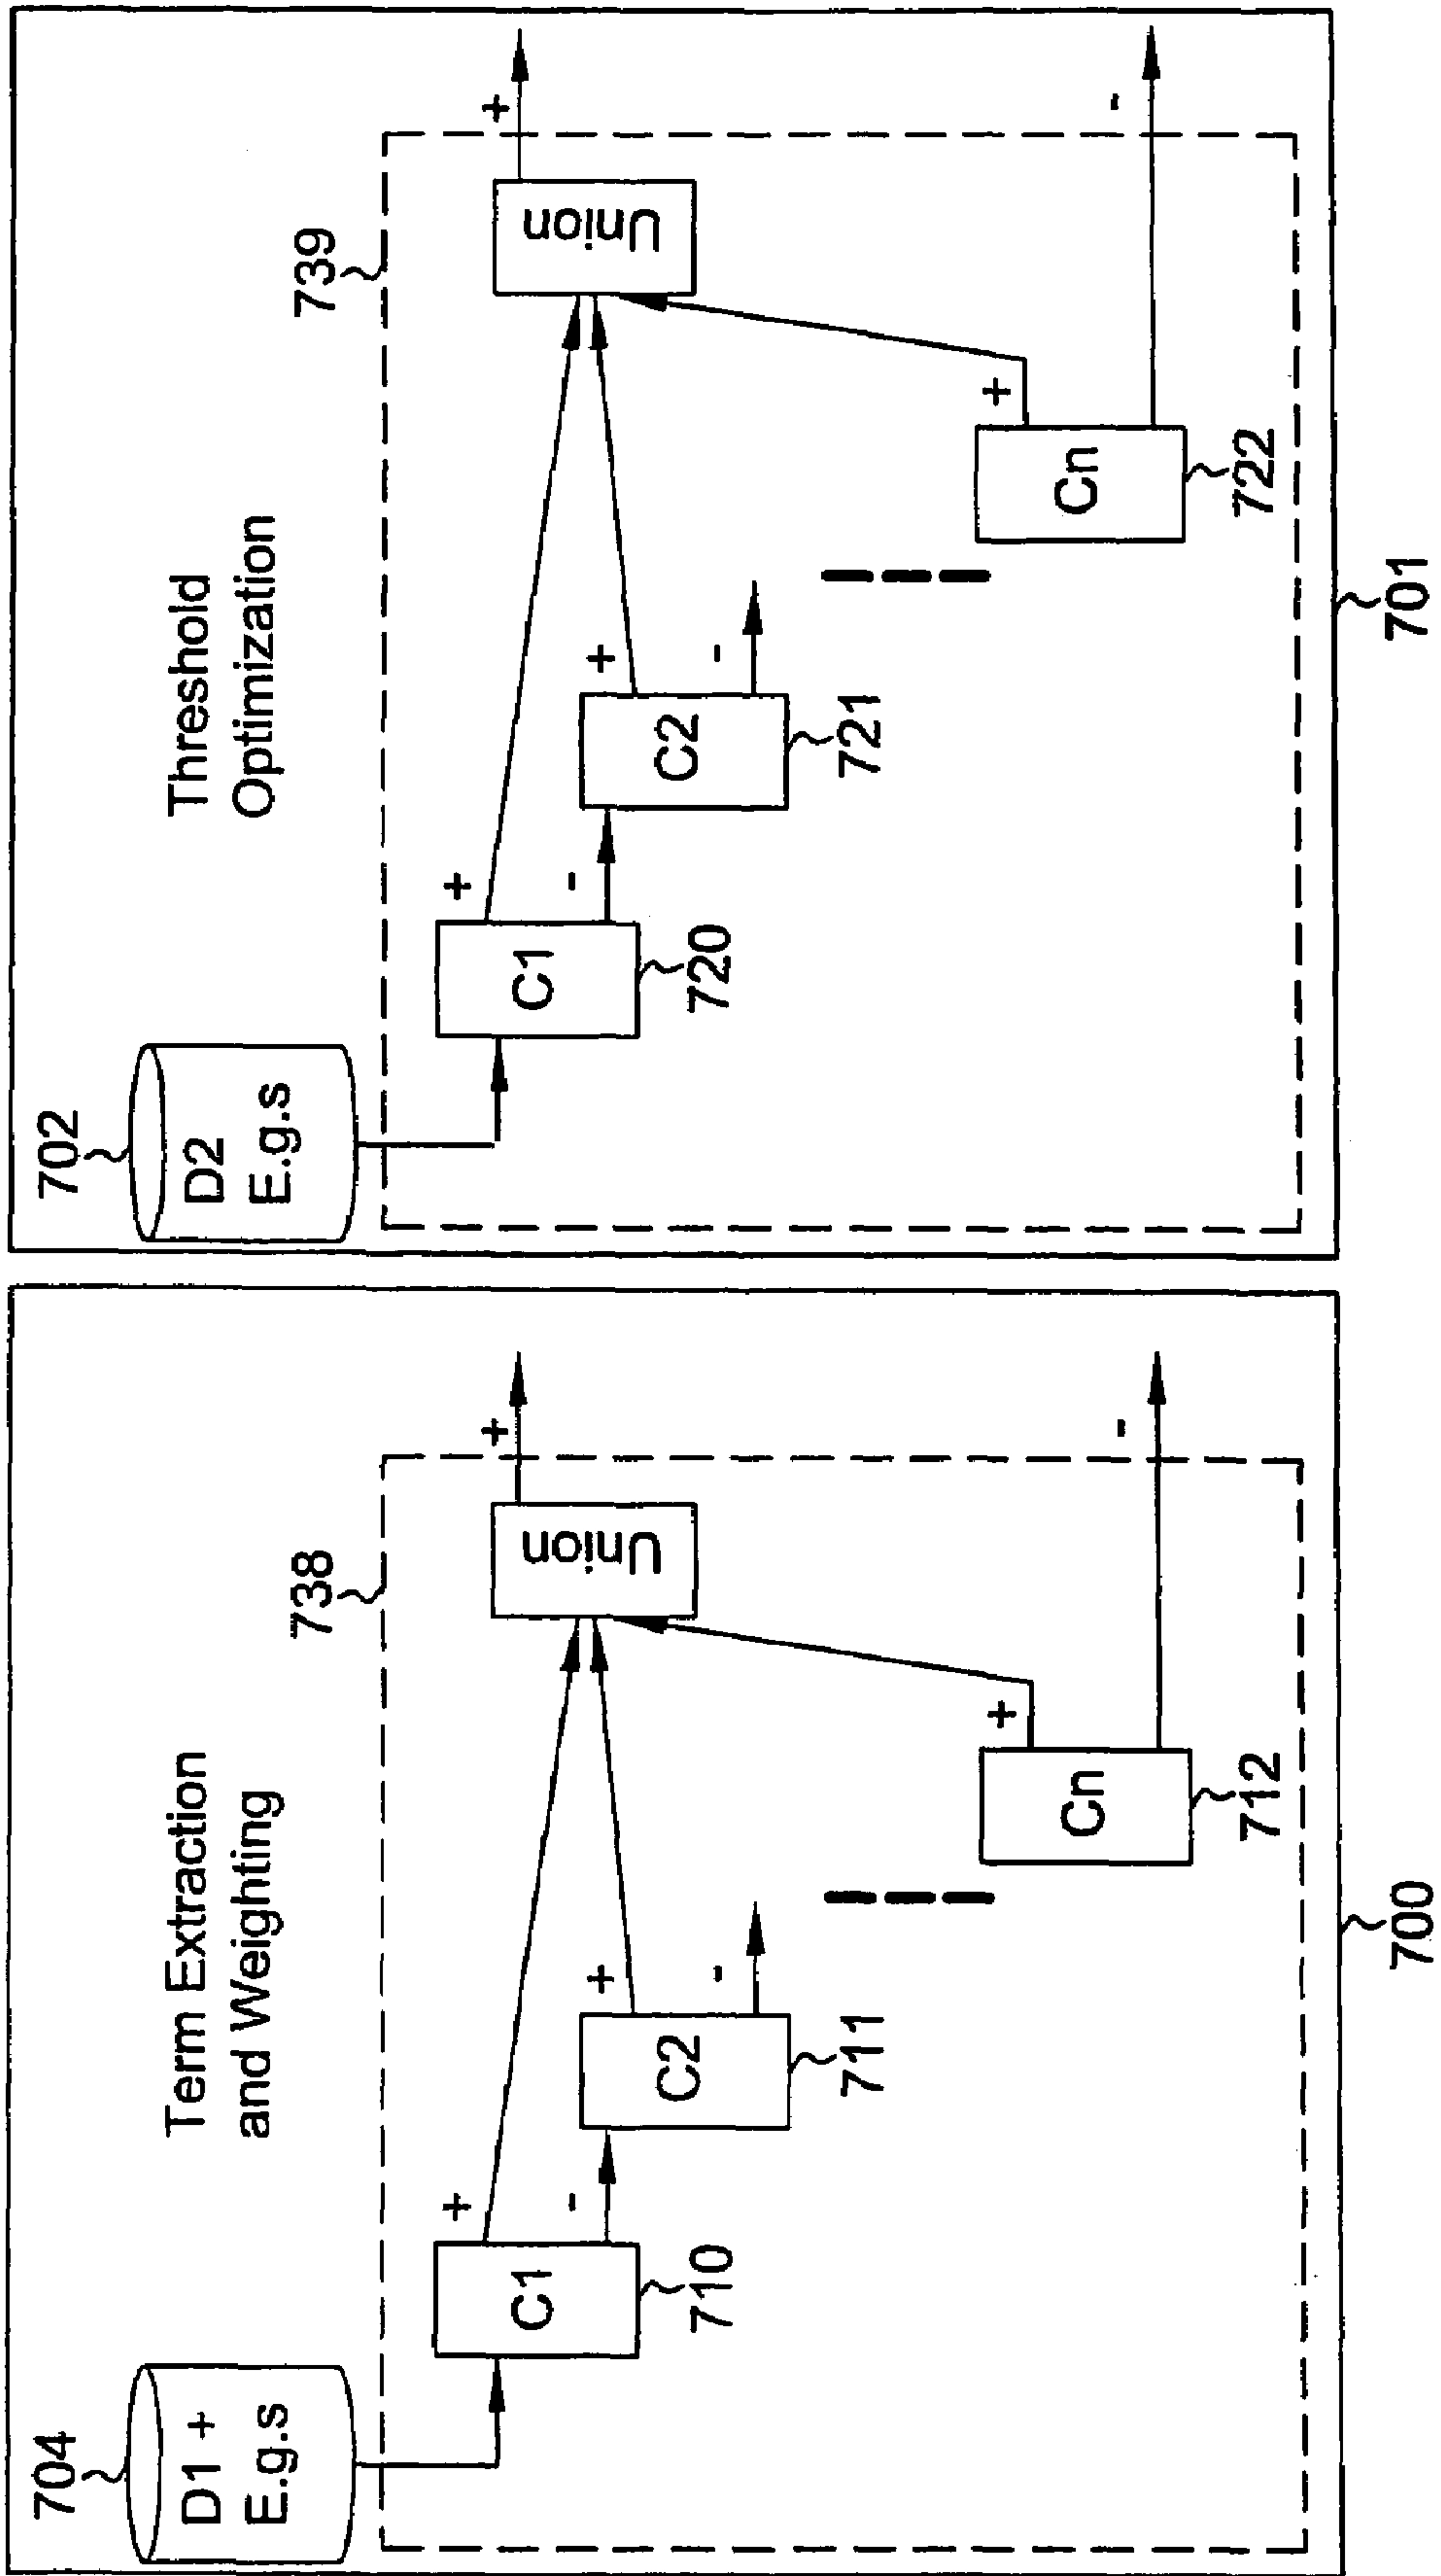 704
D1 +
E.g.s
Term Extraction
and Weighting
738
C1
+
-
710
C2
+
-
711
Cn
+
712
Union
+
-
700
702
D2
E.g.s
Threshold
Optimization
739
C1
+
-
720
C2
+
-
721
Cn
+
722
Union
+
-
701